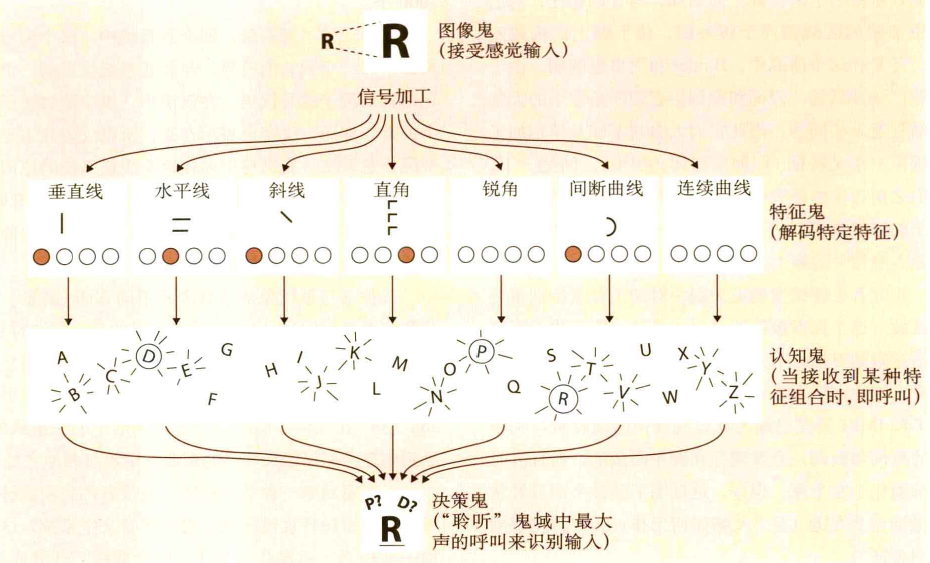 R R
图像鬼
(接受感觉输入)
信号加工
垂直线 水平线 斜线 直角 锐角 间断曲线 连续曲线
特征鬼
(解码特定特征)
A B C D E F G H I J K L M N O P Q R S T U V W X Y Z
认知鬼
(当接收到某种特
征组合时,即呼叫)
P? D?
R
决策鬼
(“聆听”鬼域中最大
声的呼叫来识别输入)